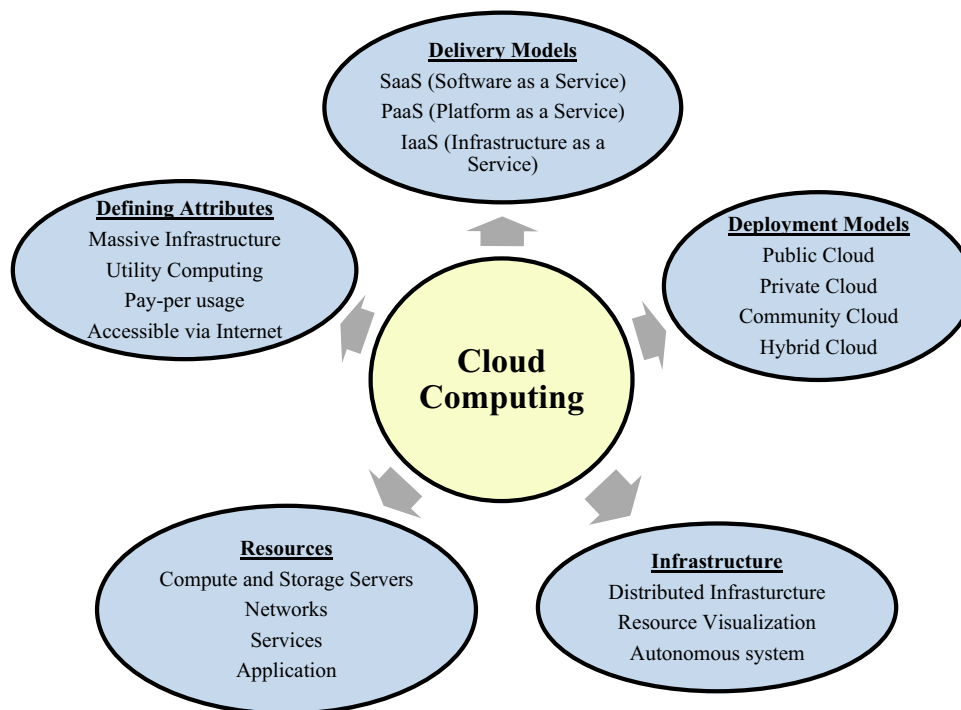 Delivery Models
SaaS (Software as a Service)
PaaS (Platform as a Service)
IaaS (Infrastructure as a
Service)
Defining Attributes
Massive Infrastructure
Utility Computing
Pay-per usage
Accessible via Internet
Deployment Models
Public Cloud
Private Cloud
Community Cloud
Hybrid Cloud
Cloud
Computing
Resources
Compute and Storage Servers
Networks
Services
Application
Infrastructure
Distributed Infrasturcture
Resource Visualization
Autonomous system